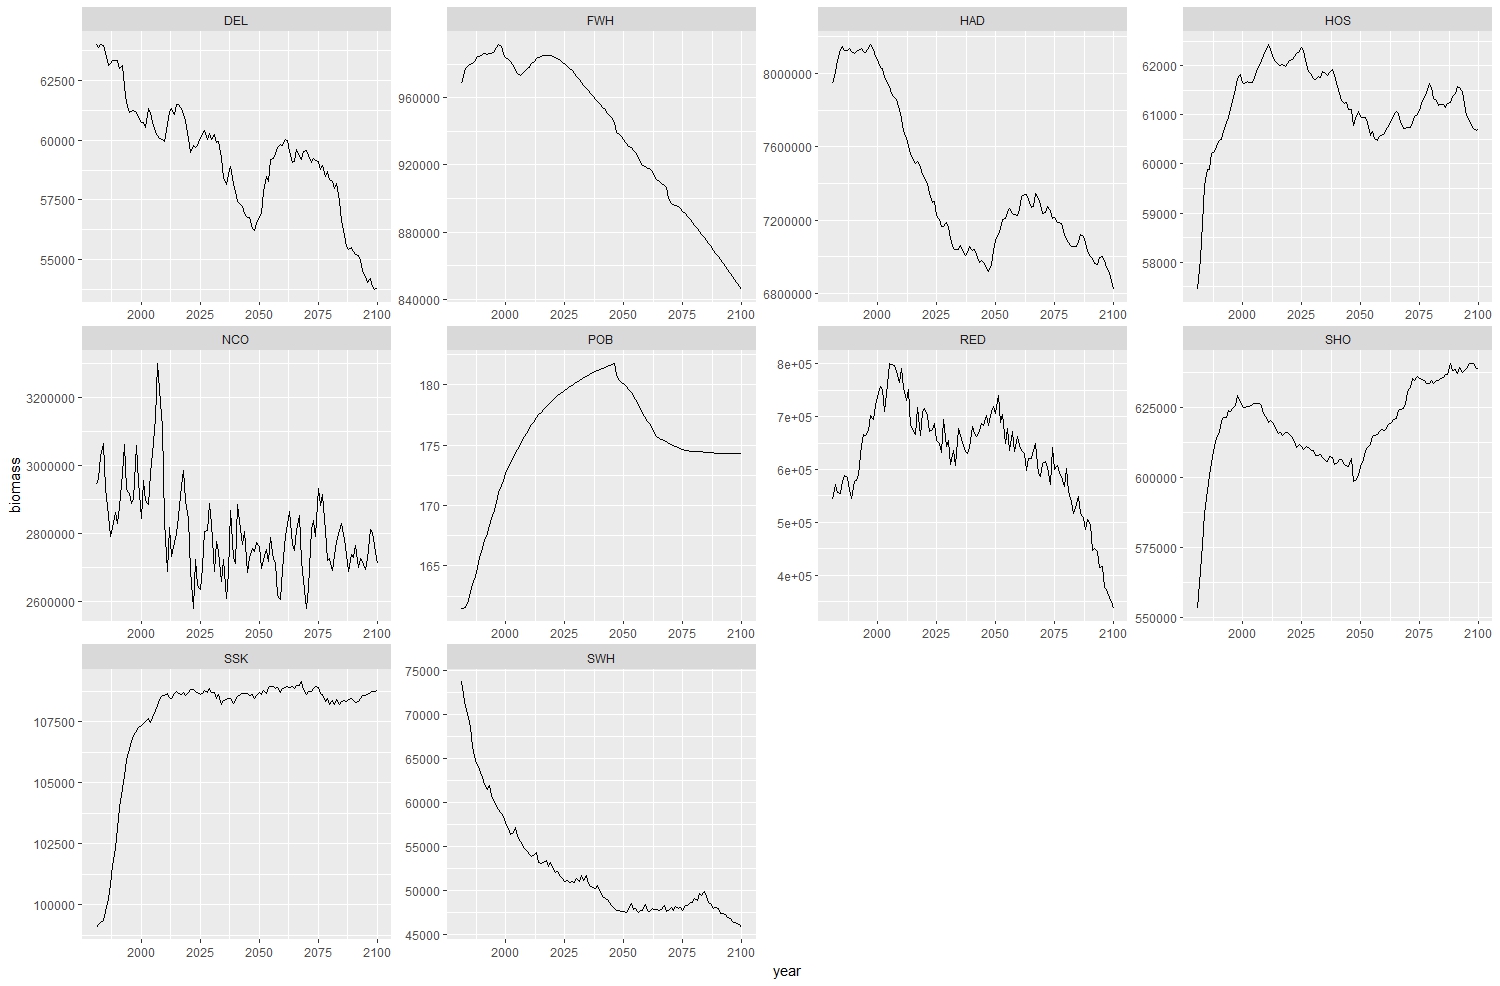 DEL FWH HAD HOS
62500 60000 57500 55000
960000 920000 880000 840000
8000000 7600000 7200000 6800000
62000 61000 60000 59000 58000
2000 2025 2050 2075 2100 2000 2025 2050 2075 2100 2000 2025 2050 2075 2100 2000 2025 2050 2075 2100
NCO POB RED SHO
3200000 3000000 2800000 2600000
180 175 170 165
8e+05 7e+05 6e+05 5e+05 4e+05
625000 600000 575000 550000
biomass
2000 2025 2050 2075 2100 2000 2025 2050 2075 2100 2000 2025 2050 2075 2100 2000 2025 2050 2075 2100
SSK SWH
107500 105000 102500 100000
75000 70000 65000 60000 55000 50000 45000
2000 2025 2050 2075 2100 2000 2025 2050 2075 2100
year